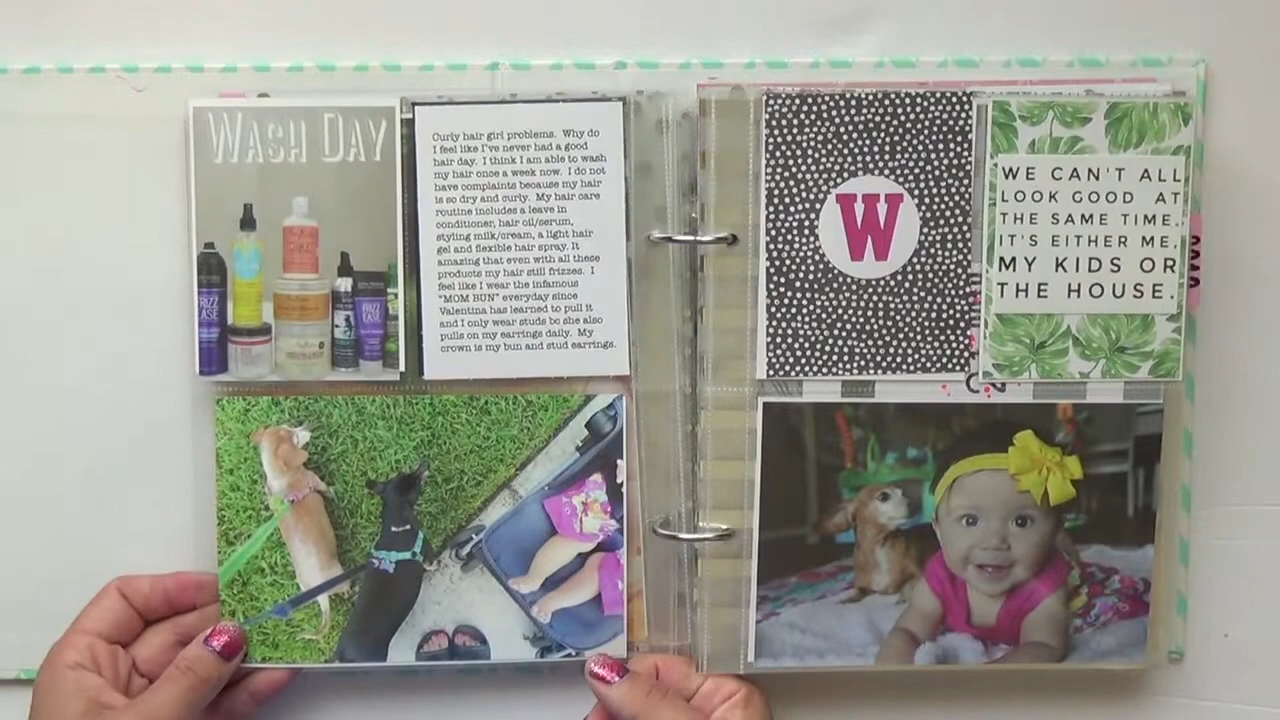 WASH DAY
FRIZZ
EASE
FRIZZ
EASE
Curly hair girl problems. Why do
I feel like I've never had a good
hair day. I think I am able to wash
my hair once a week now. I do not
have complaints because my hair
is so dry and curly. My hair care
routine includes a leave in
conditioner, hair oil/serum,
styling milk/cream, a light hair
gel and flexible hair spray. It
amazing that even with all these
products my hair still frizzes. I
feel like I wear the infamous
"MOM BUN" everyday since
Valentina has learned to pull it
and I only wear studs bc she also
pulls on my earrings daily. My
crown is my bun and stud earrings.
W
WE CAN'T ALL
LOOK GOOD AT
THE SAME TIME.
IT'S EITHER ME,
MY KIDS OR
THE HOUSE.